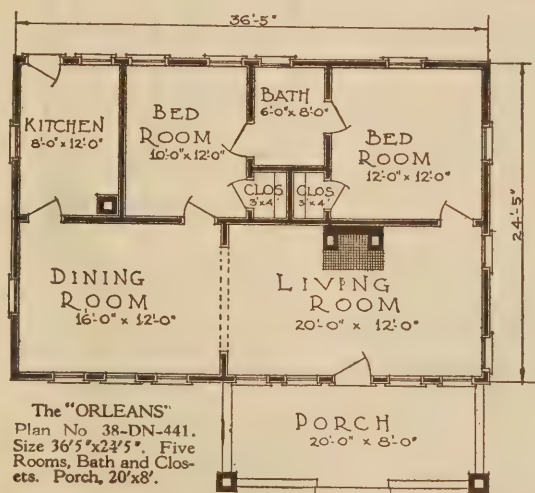 36'-5"
KITCHEN
8'-0" x 12'-0"
BED
ROOM
10'-0" x 12'-0"
BATH
6'-0" x 8'-0"
BED
ROOM
12'-0" x 12'-0"
CLOS
3' x 4'
CLOS
3' x 4'
24'-5"
DINING
ROOM
16'-0" x 12'-0"
LIVING
ROOM
20'-0" x 12'-0"
PORCH
20'-0" x 8'-0"
The "ORLEANS"
Plan No 38-DN-441.
Size 36'5"x24'5". Five
Rooms, Bath and Clos-
ets. Porch, 20'x8'.